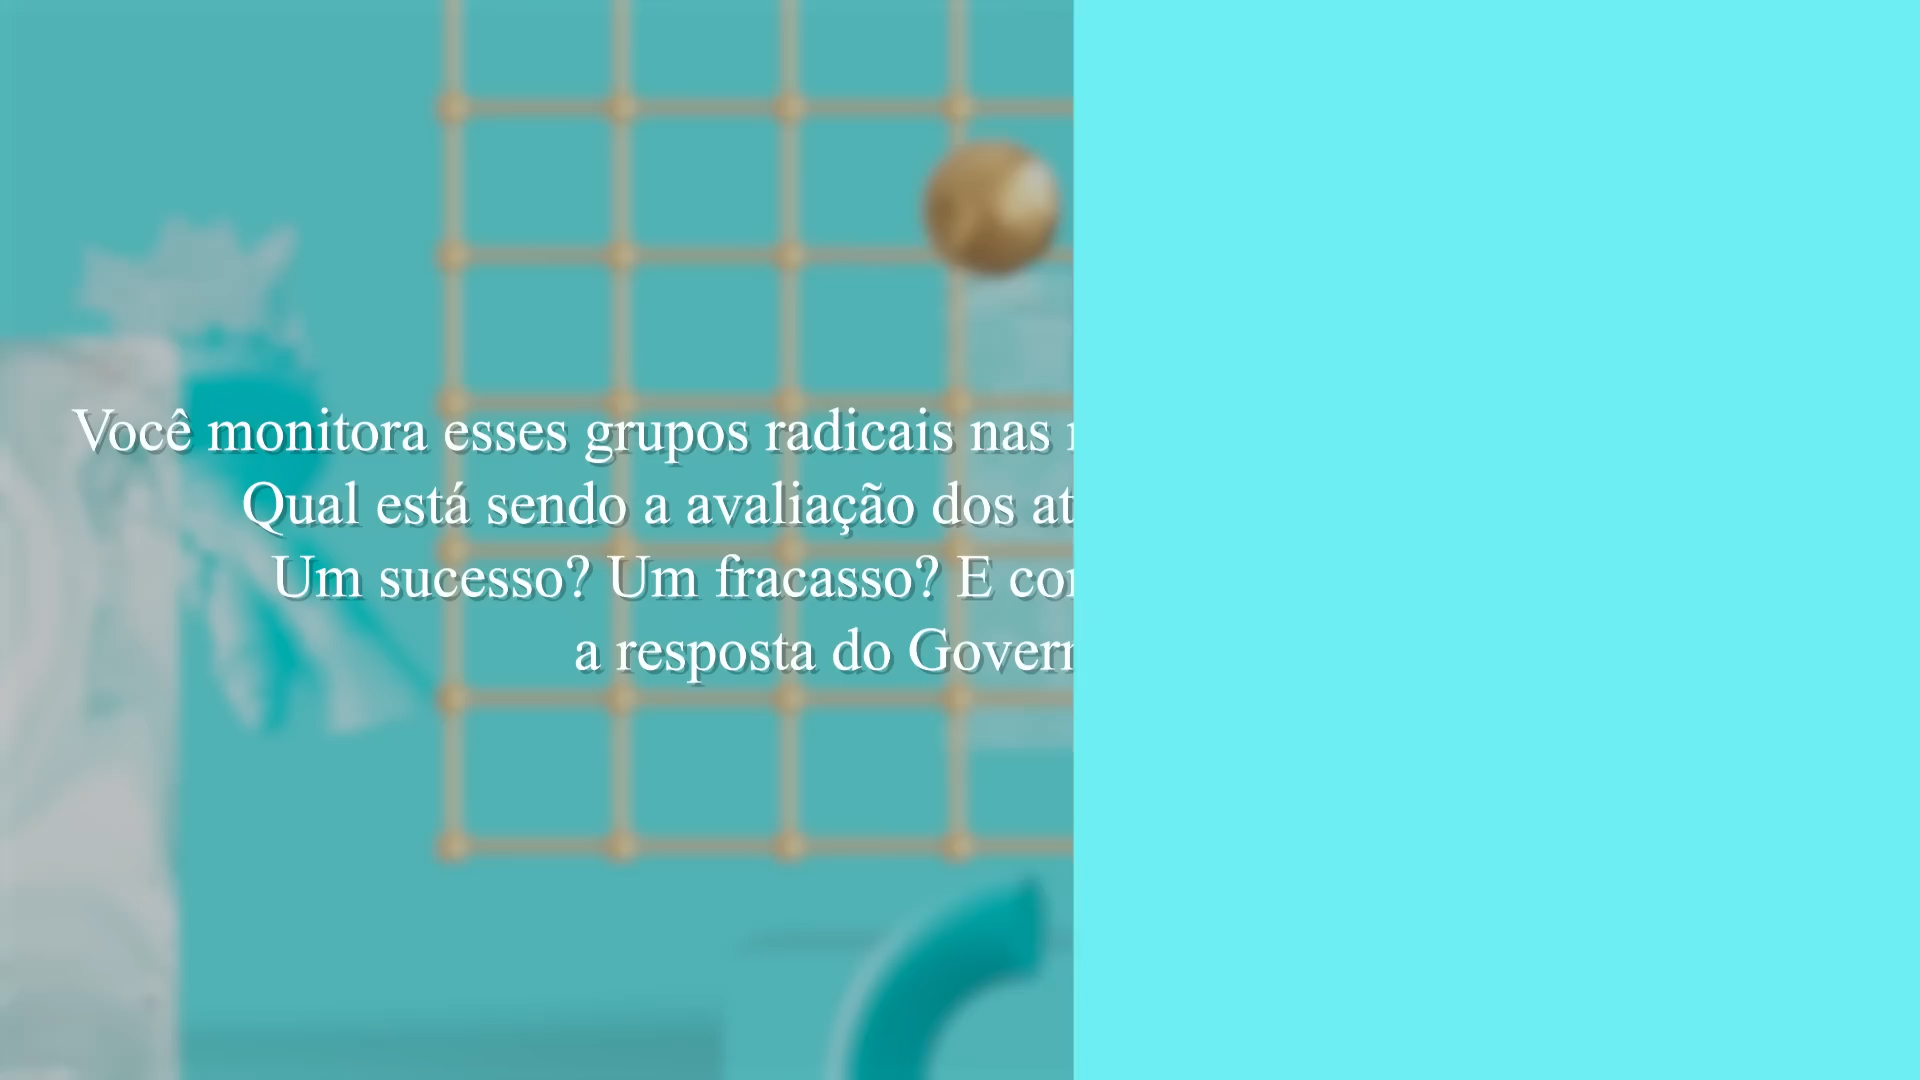 Você monitora esses grupos radicais nas
Qual está sendo a avaliação dos
Um sucesso? Um fracasso? E
a resposta do